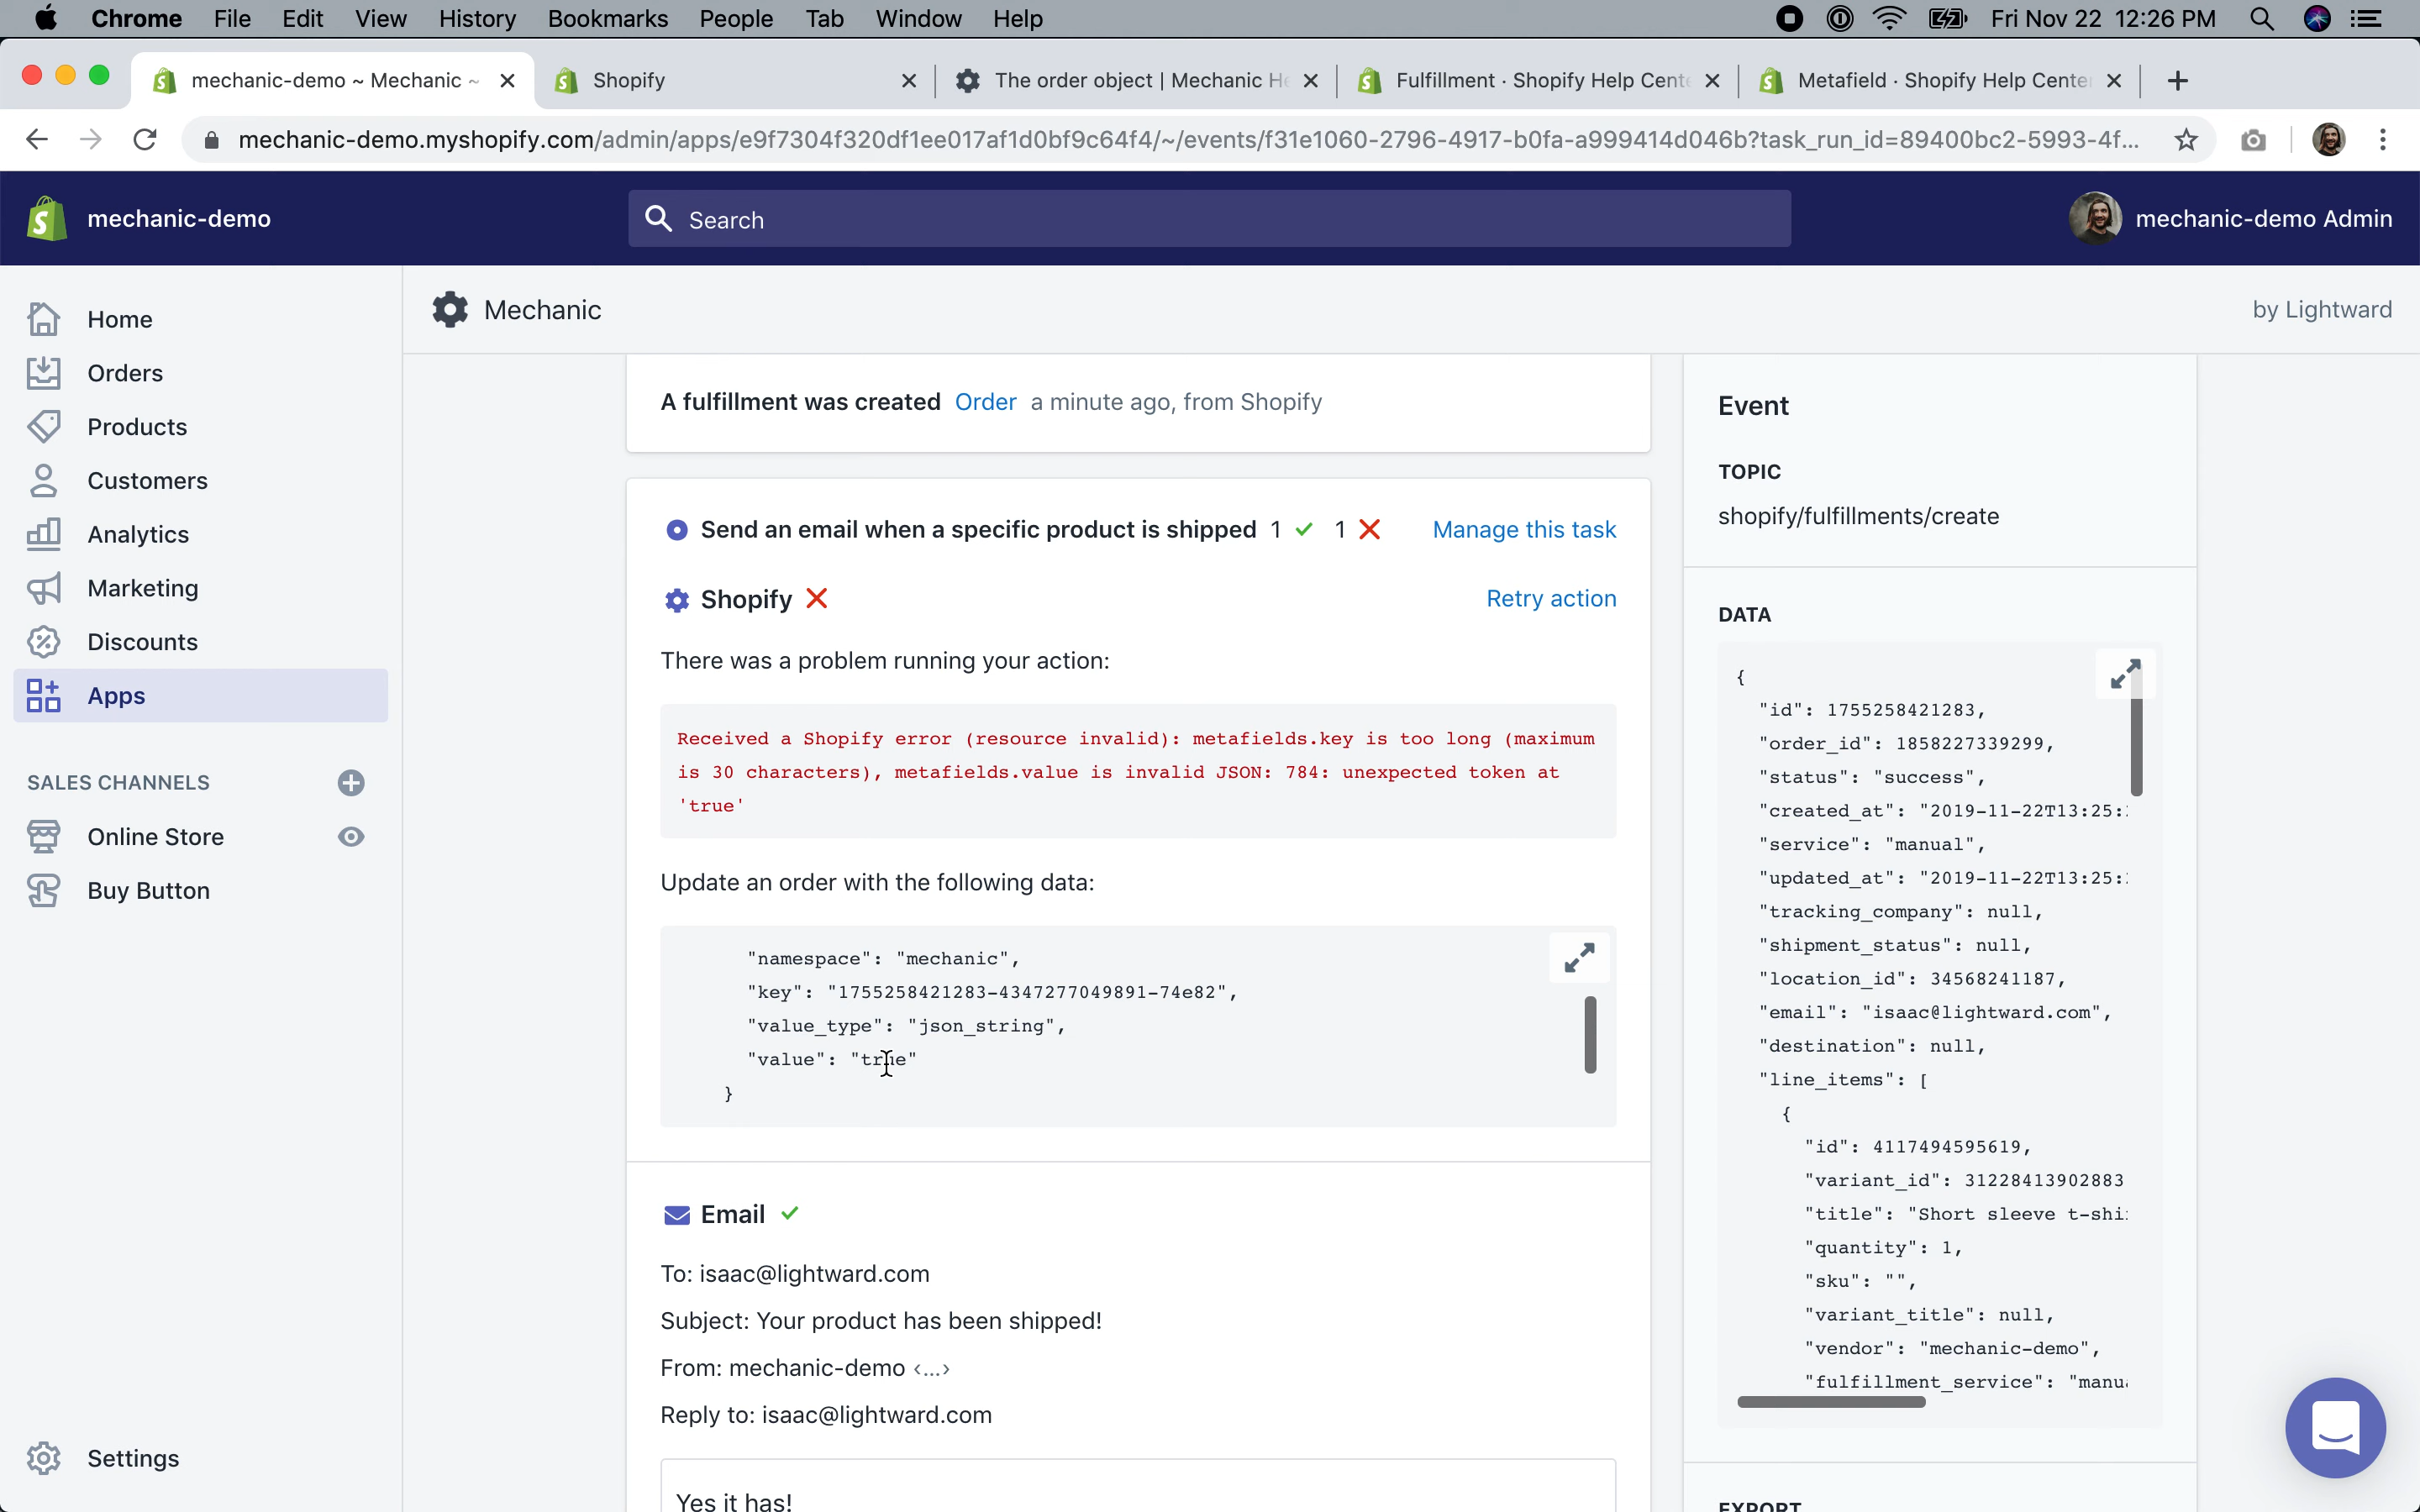 Chrome File Edit View History Bookmarks People Tab Window Help Fri Nov 22 12:26 PM
mechanic-demo ~ Mechanic ~ Shopify The order object | Mechanic He Fulfillment · Shopify Help Cente Metafield · Shopify Help Center
mechanic-demo.myshopify.com/admin/apps/e9f7304f320df1ee017af1d0bf9c64f4/~/events/f31e1060-2796-4917-b0fa-a999414d046b?task_run_id=89400bc2-5993-4f...
mechanic-demo Search mechanic-demo Admin
Mechanic by Lightward
Home
Orders
Products
Customers
Analytics
Marketing
Discounts
Apps
SALES CHANNELS
Online Store
Buy Button
Settings
A fulfillment was created Order a minute ago, from Shopify
Send an email when a specific product is shipped 1 1 Manage this task
Shopify Retry action
There was a problem running your action:
Received a Shopify error (resource invalid): metafields.key is too long (maximum
is 30 characters), metafields.value is invalid JSON: 784: unexpected token at
'true'
Update an order with the following data:
"namespace": "mechanic",
"key": "1755258421283-4347277049891-74e82",
"value_type": "json_string",
"value": "true"
}
Email
To: isaac@lightward.com
Subject: Your product has been shipped!
From: mechanic-demo ‹...›
Reply to: isaac@lightward.com
Yes it has!
Event
TOPIC
shopify/fulfillments/create
DATA
{
"id": 1755258421283,
"order_id": 1858227339299,
"status": "success",
"created_at": "2019-11-22T13:25:
"service": "manual",
"updated_at": "2019-11-22T13:25:
"tracking_company": null,
"shipment_status": null,
"location_id": 34568241187,
"email": "isaac@lightward.com",
"destination": null,
"line_items": [
{
"id": 4117494595619,
"variant_id": 31228413902883
"title": "Short sleeve t-shi
"quantity": 1,
"sku": "",
"variant_title": null,
"vendor": "mechanic-demo",
"fulfillment_service": "manu
EXPORT